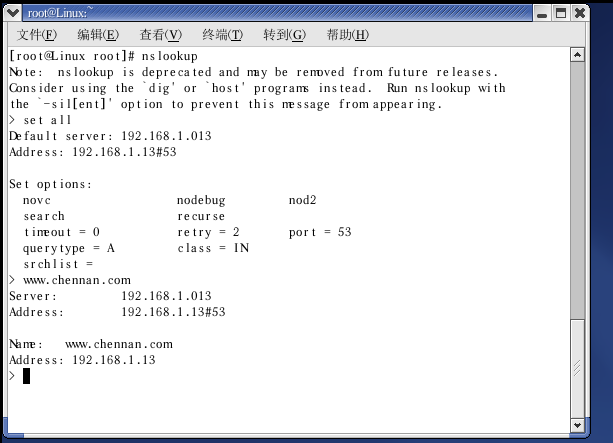 root@Linux:~
文件(F) 编辑(E) 查看(V) 终端(T) 转到(G) 帮助(H)
[root@Linux root]# nslookup
Note: nslookup is deprecated and may be removed from future releases.
Consider using the `dig' or `host' programs instead. Run nslookup with
the `-sil[ent]' option to prevent this message from appearing.
> set all
Default server: 192.168.1.013
Address: 192.168.1.13#53
Set options:
novc nodebug nod2
search recurse
timeout = 0 retry = 2 port = 53
querytype = A class = IN
srchlist =
> www.chennan.com
Server: 192.168.1.013
Address: 192.168.1.13#53
Name: www.chennan.com
Address: 192.168.1.13
>